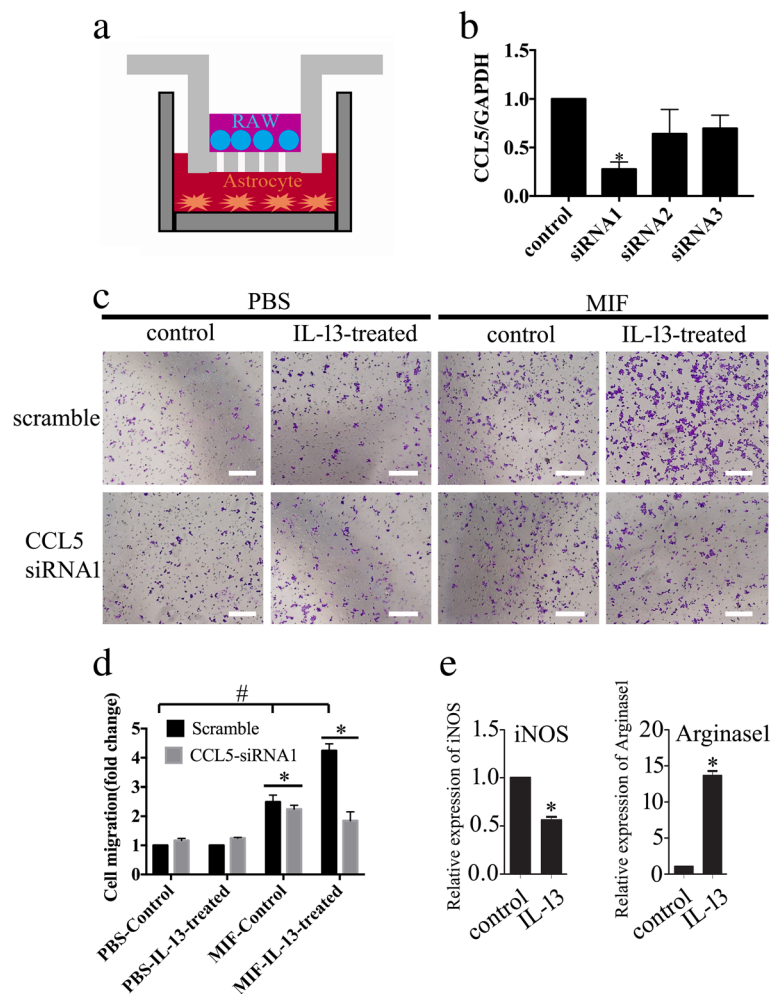 a
RAW
Astrocyte
b
CCL5/GAPDH
1.5
1.0
0.5
0.0
*
control
siRNA1
siRNA2
siRNA3
c
PBS
MIF
control
IL-13-treated
control
IL-13-treated
scramble
CCL5
siRNA1
d
Cell migration(fold change)
#
5
4
3
2
1
0
Scramble
CCL5-siRNA1
*
*
PBS-Control
PBS-IL-13-treated
MIF-Control
MIF-IL-13-treated
e
Relative expression of iNOS
iNOS
1.5
1.0
0.5
0.0
*
control
IL-13
Relative expression of Arginase1
Arginase1
20
15
10
5
0
*
control
IL-13